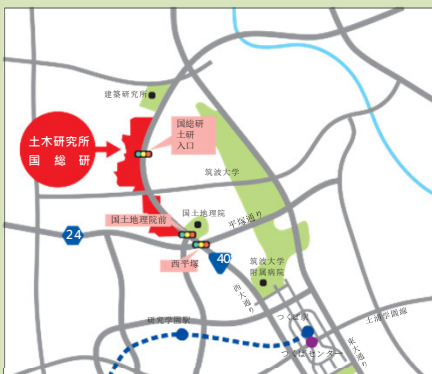 建築研究所
国総研
土研
入口
土木研究所
国 総 研
筑波大学
国土地理院前
国土地理院
平塚通り
24
408
西平塚
筑波大学
附属病院
西大通り
つくば駅
土浦学園線
研究学園駅
つくばセンター
東大通り